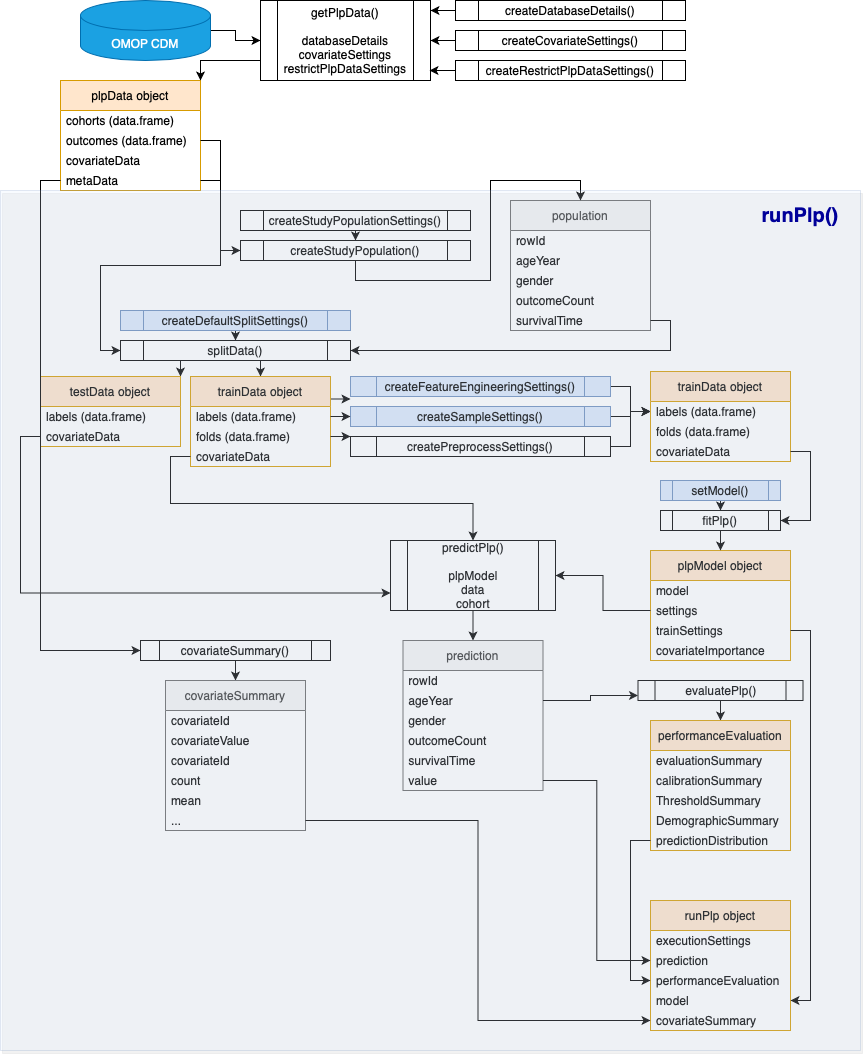 OMOP CDM
getPlpData()
databaseDetails
covariateSettings
restrictPlpDataSettings
createDatabaseDetails()
createCovariateSettings()
createRestrictPlpDataSettings()
plpData object
cohorts (data.frame)
outcomes (data.frame)
covariateData
metaData
runPlp()
createStudyPopulationSettings()
createStudyPopulation()
population
rowId
ageYear
gender
outcomeCount
survivalTime
createDefaultSplitSettings()
splitData()
testData object
labels (data.frame)
covariateData
trainData object
labels (data.frame)
folds (data.frame)
covariateData
createFeatureEngineeringSettings()
createSampleSettings()
createPreprocessSettings()
trainData object
labels (data.frame)
folds (data.frame)
covariateData
setModel()
fitPlp()
predictPlp()
plpModel
data
cohort
plpModel object
model
settings
trainSettings
covariateImportance
covariateSummary()
covariateSummary
covariateId
covariateValue
covariateId
count
mean
...
prediction
rowId
ageYear
gender
outcomeCount
survivalTime
value
evaluatePlp()
performanceEvaluation
evaluationSummary
calibrationSummary
ThresholdSummary
DemographicSummary
predictionDistribution
runPlp object
executionSettings
prediction
performanceEvaluation
model
covariateSummary